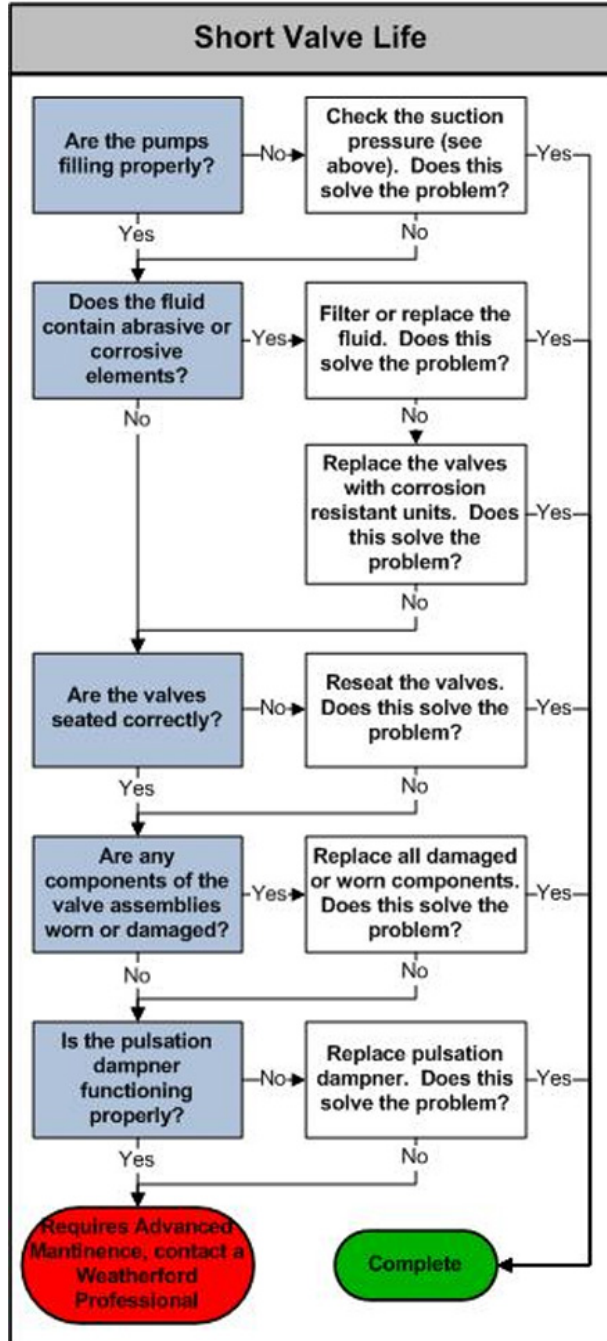 Short Valve Life
Are the pumps
filling properly?
No
Check the suction
pressure (see
above). Does this
solve the problem?
Yes
Yes
No
Does the fluid
contain abrasive or
corrosive
elements?
Yes
Filter or replace the
fluid. Does this
solve the problem?
Yes
No
No
Replace the valves
with corrosion
resistant units. Does
this solve the
problem?
Yes
No
Are the valves
seated correctly?
No
Reseat the valves.
Does this solve the
problem?
Yes
Yes
No
Are any
components of the
valve assemblies
worn or damaged?
Yes
Replace all damaged
or worn components.
Does this solve the
problem?
Yes
No
No
Is the pulsation
dampner
functioning
properly?
No
Replace pulsation
dampner. Does this
solve the problem?
Yes
Yes
No
Requires Advanced
Mantinence, contact a
Weatherford
Professional
Complete